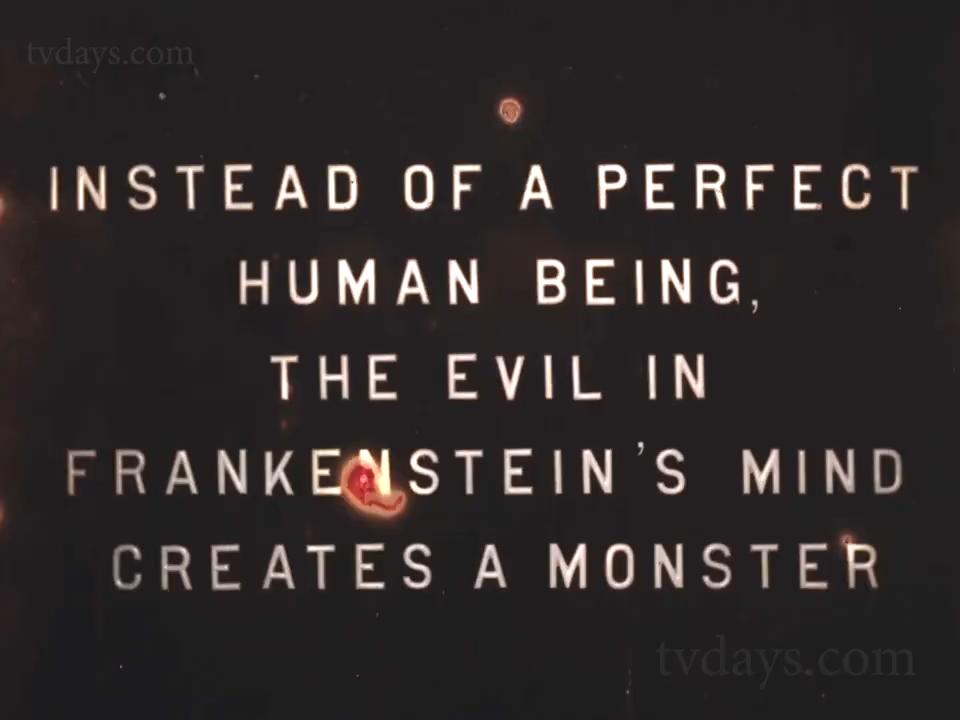 tvdays.com
INSTEAD OF A PERFECT
HUMAN BEING,
THE EVIL IN
FRANKENSTEIN'S MIND
CREATES A MONSTER
tvdays.com